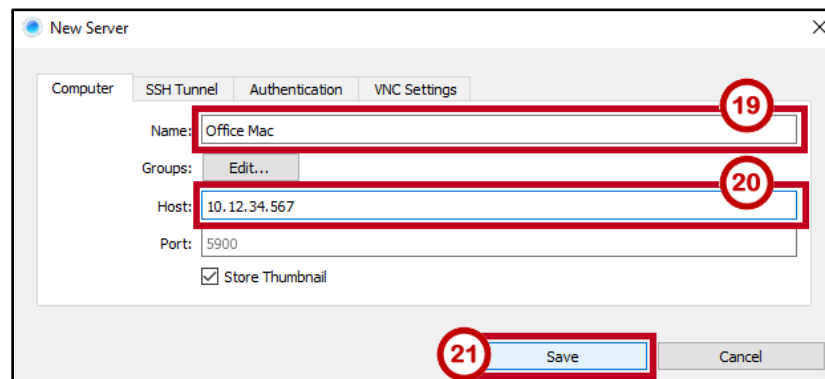 New Server
Computer SSH Tunnel Authentication VNC Settings
19
Name: Office Mac
Groups: Edit...
20
Host: 10.12.34.567
Port: 5900
Store Thumbnail
21 Save Cancel